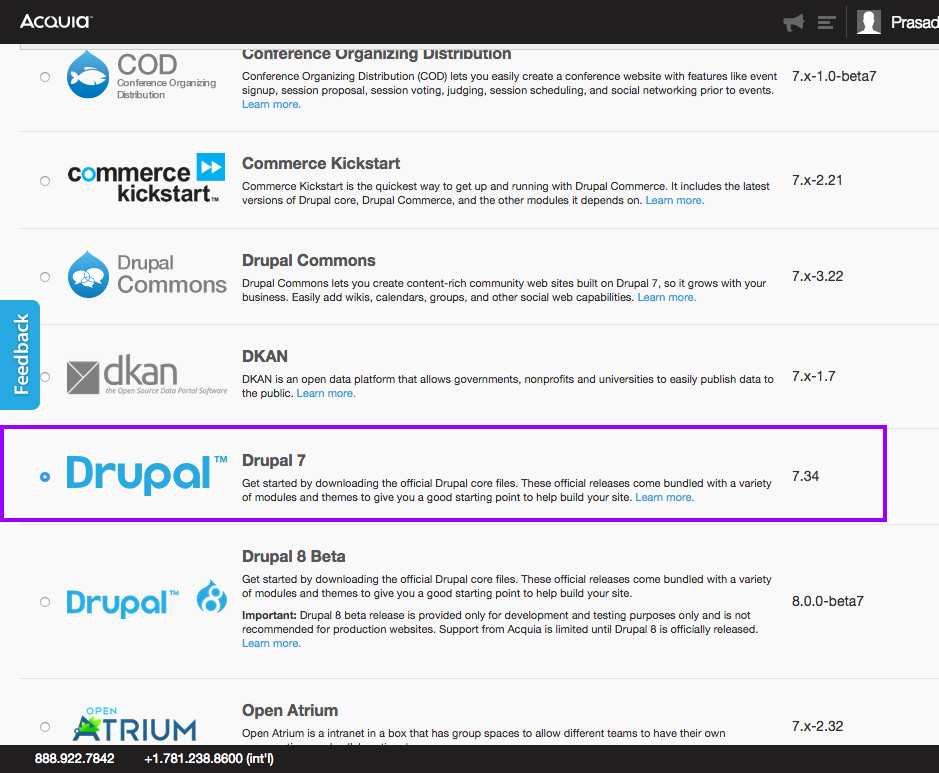 ACQUIA
Prasad
COD
Conference Organizing
Distribution
Conference Organizing Distribution
Conference Organizing Distribution (COD) lets you easily create a conference website with features like event
signup, session proposal, session voting, judging, session scheduling, and social networking prior to events.
Learn more.
7.x-1.0-beta7
commerce
kickstart™
Commerce Kickstart
Commerce Kickstart is the quickest way to get up and running with Drupal Commerce. It includes the latest
versions of Drupal core, Drupal Commerce, and the other modules it depends on. Learn more.
7.x-2.21
Drupal
Commons
Drupal Commons
Drupal Commons lets you create content-rich community web sites built on Drupal 7, so it grows with your
business. Easily add wikis, calendars, groups, and other social web capabilities. Learn more.
7.x-3.22
Feedback
dkan
the Open Source Data Portal Software
DKAN
DKAN is an open data platform that allows governments, nonprofits and universities to easily publish data to
the public. Learn more.
7.x-1.7
Drupal™
Drupal 7
Get started by downloading the official Drupal core files. These official releases come bundled with a variety
of modules and themes to give you a good starting point to help build your site. Learn more.
7.34
Drupal™ 8
Drupal 8 Beta
Get started by downloading the official Drupal core files. These official releases come bundled with a variety
of modules and themes to give you a good starting point to help build your site.
Important: Drupal 8 beta release is provided only for development and testing purposes only and is not
recommended for production websites. Support from Acquia is limited until Drupal 8 is officially released.
Learn more.
8.0.0-beta7
OPEN
ATRIUM
Open Atrium
Open Atrium is a intranet in a box that has group spaces to allow different teams to have their own
7.x-2.32
888.922.7842
+1.781.238.8600 (int'l)